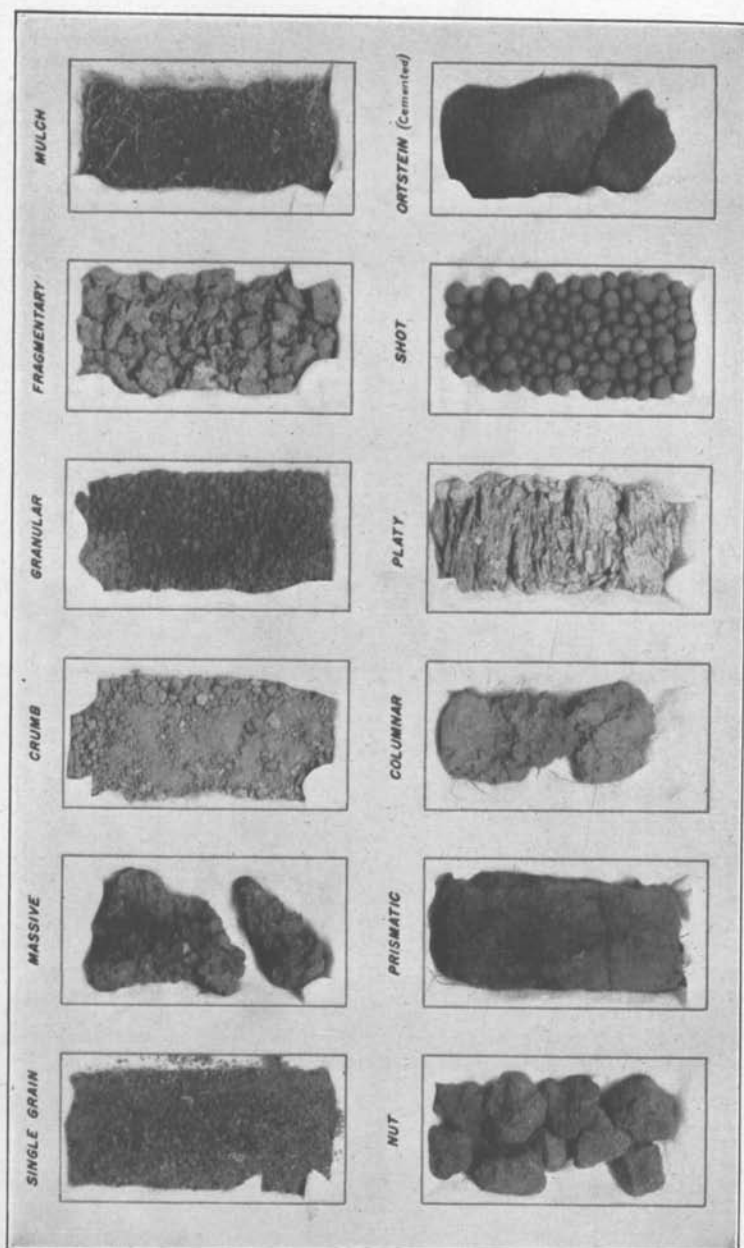 SINGLE GRAIN
MASSIVE
CRUMB
GRANULAR
FRAGMENTARY
MULCH
NUT
PRISMATIC
COLUMNAR
PLATY
SHOT
ORTSTEIN (Cemented)